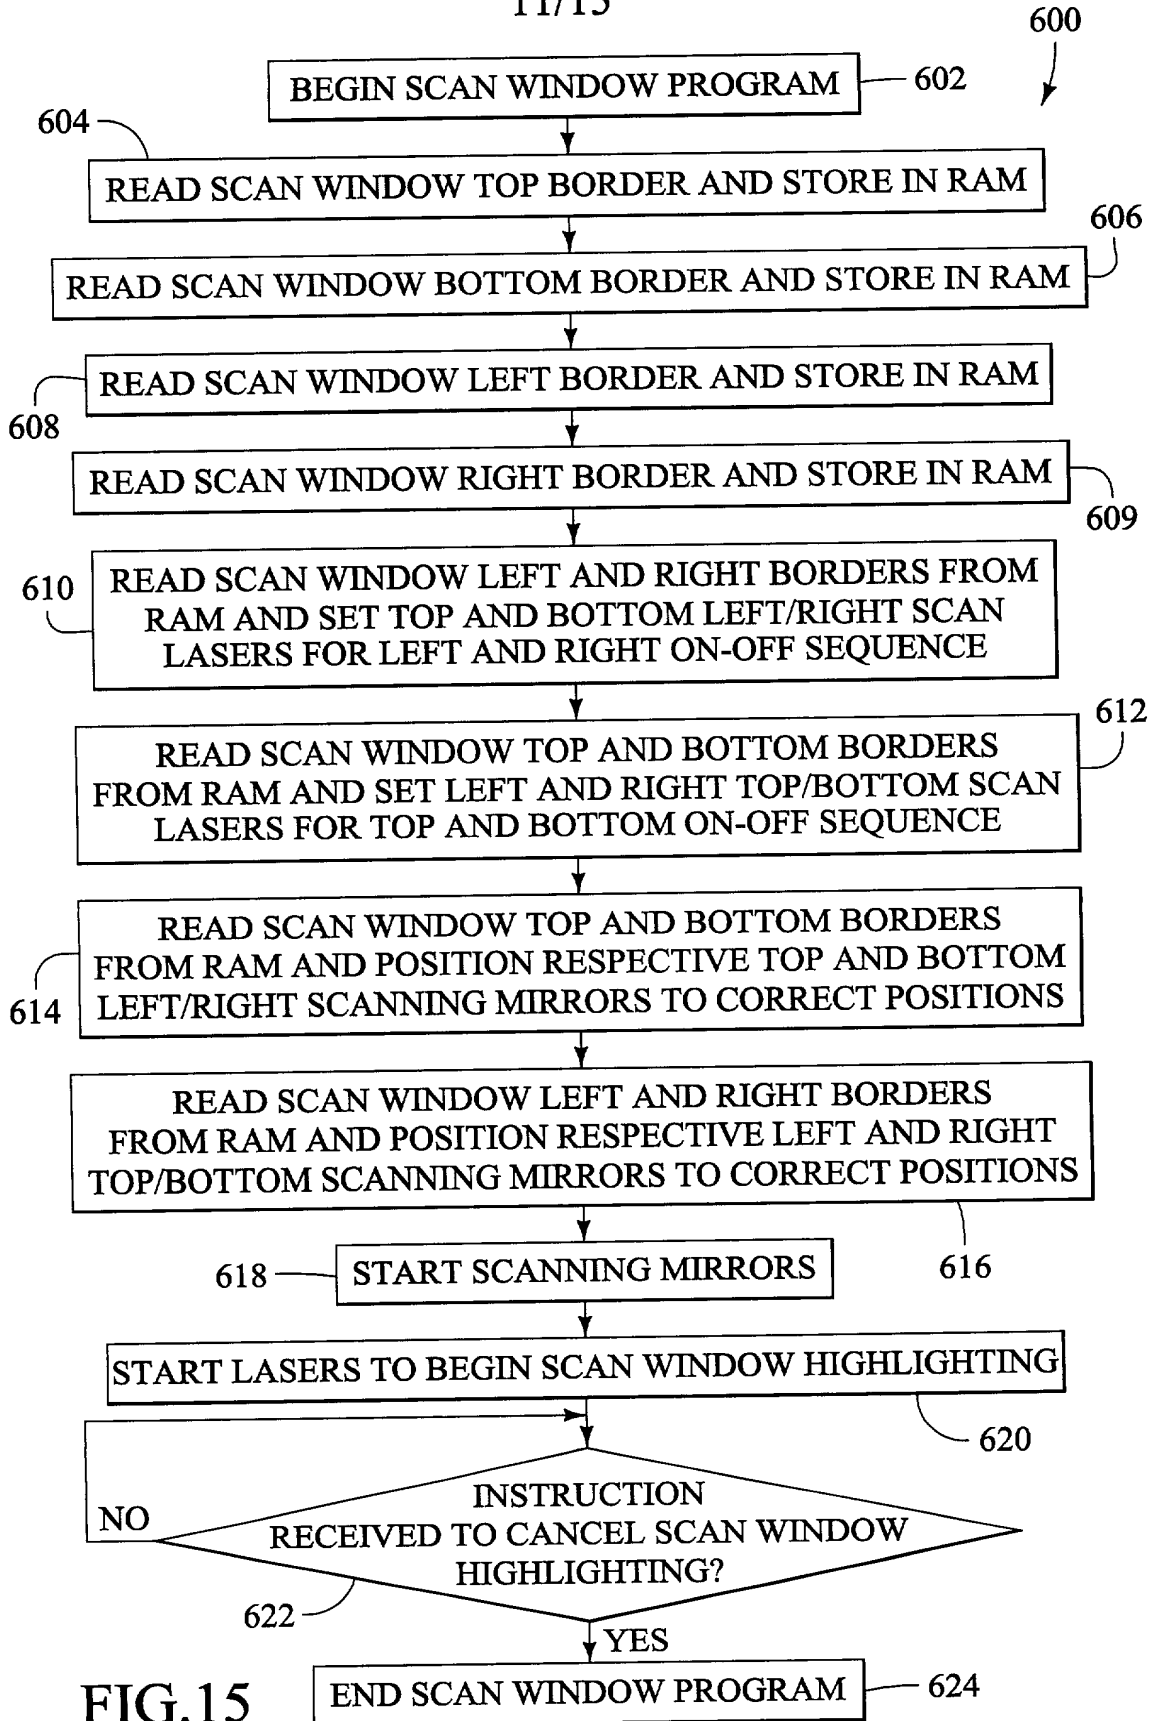 11/15
600
BEGIN SCAN WINDOW PROGRAM
602
604
READ SCAN WINDOW TOP BORDER AND STORE IN RAM
606
READ SCAN WINDOW BOTTOM BORDER AND STORE IN RAM
READ SCAN WINDOW LEFT BORDER AND STORE IN RAM
608
READ SCAN WINDOW RIGHT BORDER AND STORE IN RAM
609
610
READ SCAN WINDOW LEFT AND RIGHT BORDERS FROM
RAM AND SET TOP AND BOTTOM LEFT/RIGHT SCAN
LASERS FOR LEFT AND RIGHT ON-OFF SEQUENCE
612
READ SCAN WINDOW TOP AND BOTTOM BORDERS
FROM RAM AND SET LEFT AND RIGHT TOP/BOTTOM SCAN
LASERS FOR TOP AND BOTTOM ON-OFF SEQUENCE
READ SCAN WINDOW TOP AND BOTTOM BORDERS
FROM RAM AND POSITION RESPECTIVE TOP AND BOTTOM
LEFT/RIGHT SCANNING MIRRORS TO CORRECT POSITIONS
614
READ SCAN WINDOW LEFT AND RIGHT BORDERS
FROM RAM AND POSITION RESPECTIVE LEFT AND RIGHT
TOP/BOTTOM SCANNING MIRRORS TO CORRECT POSITIONS
616
618
START SCANNING MIRRORS
START LASERS TO BEGIN SCAN WINDOW HIGHLIGHTING
620
NO
INSTRUCTION
RECEIVED TO CANCEL SCAN WINDOW
HIGHLIGHTING?
622
YES
END SCAN WINDOW PROGRAM
624
FIG.15